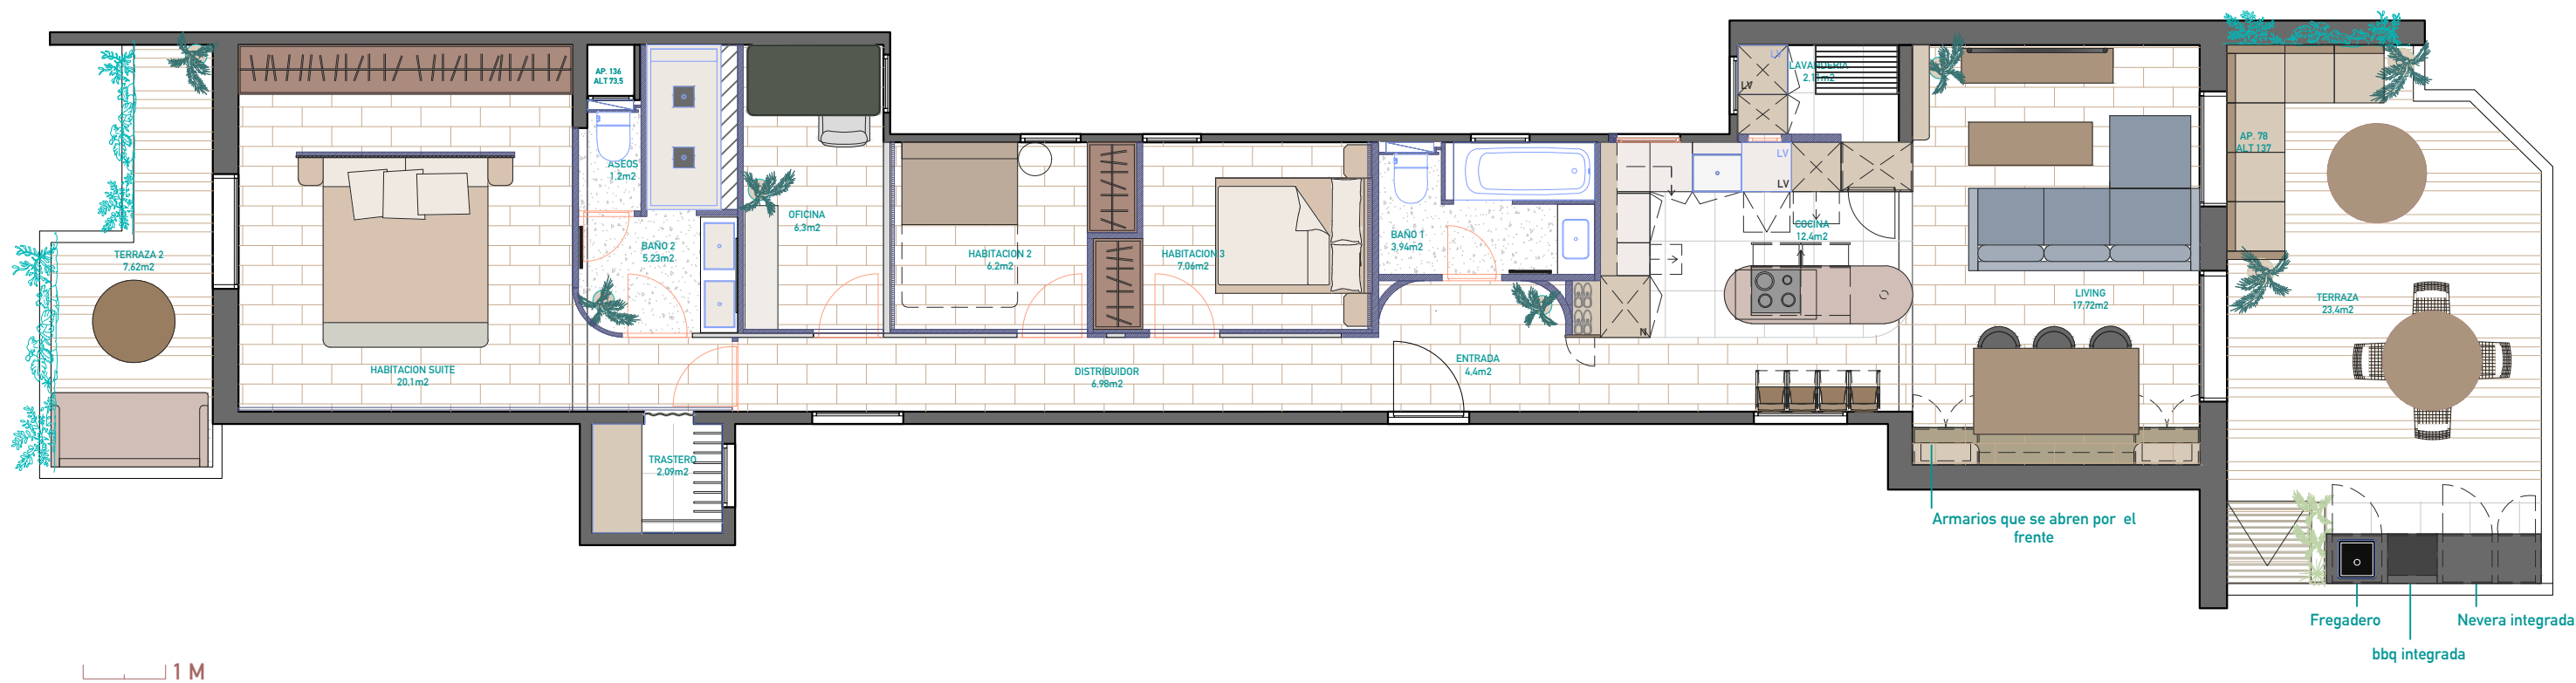 TERRAZA 2
7,62m2
HABITACION SUITE
20,1m2
AP. 136
ALT 73.5
ASEOS
1.2m2
BAÑO 2
5,23m2
TRASTERO
2,09m2
OFICINA
6,3m2
HABITACION 2
6,2m2
DISTRIBUIDOR
6,98m2
HABITACION 3
7,06m2
BAÑO 1
3,94m2
ENTRADA
4,4m2
N
LV
LV
LAVANDERIA
LV
LV
COCINA
12,4m2
LIVING
17,72m2
AP. 78
ALT 137
TERRAZA
23,4m2
Armarios que se abren por el
frente
Fregadero
Nevera integrada
bbq integrada
1 M